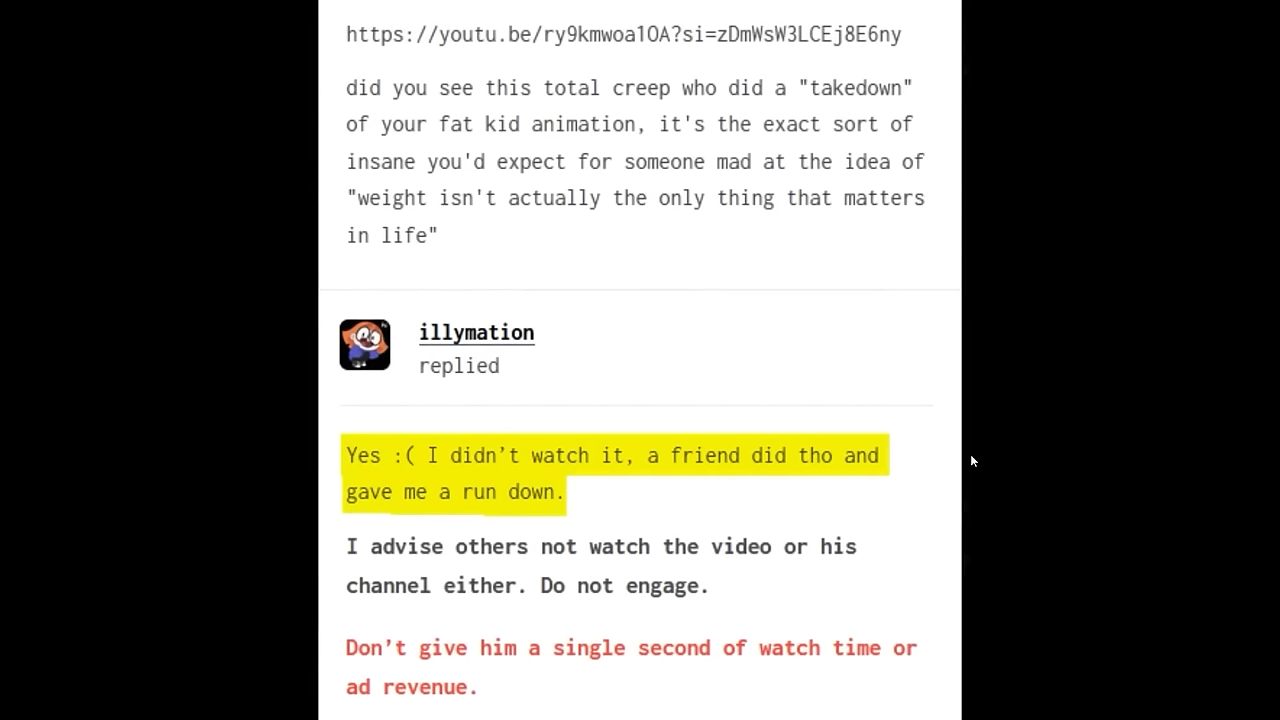 https://youtu.be/ry9kmwoa1OA?si=zDmWsW3LCEj8E6ny
did you see this total creep who did a "takedown"
of your fat kid animation, it's the exact sort of
insane you'd expect for someone mad at the idea of
"weight isn't actually the only thing that matters
in life"
illymation
replied
Yes :( I didn’t watch it, a friend did tho and
gave me a run down.
I advise others not watch the video or his
channel either. Do not engage.
Don’t give him a single second of watch time or
ad revenue.